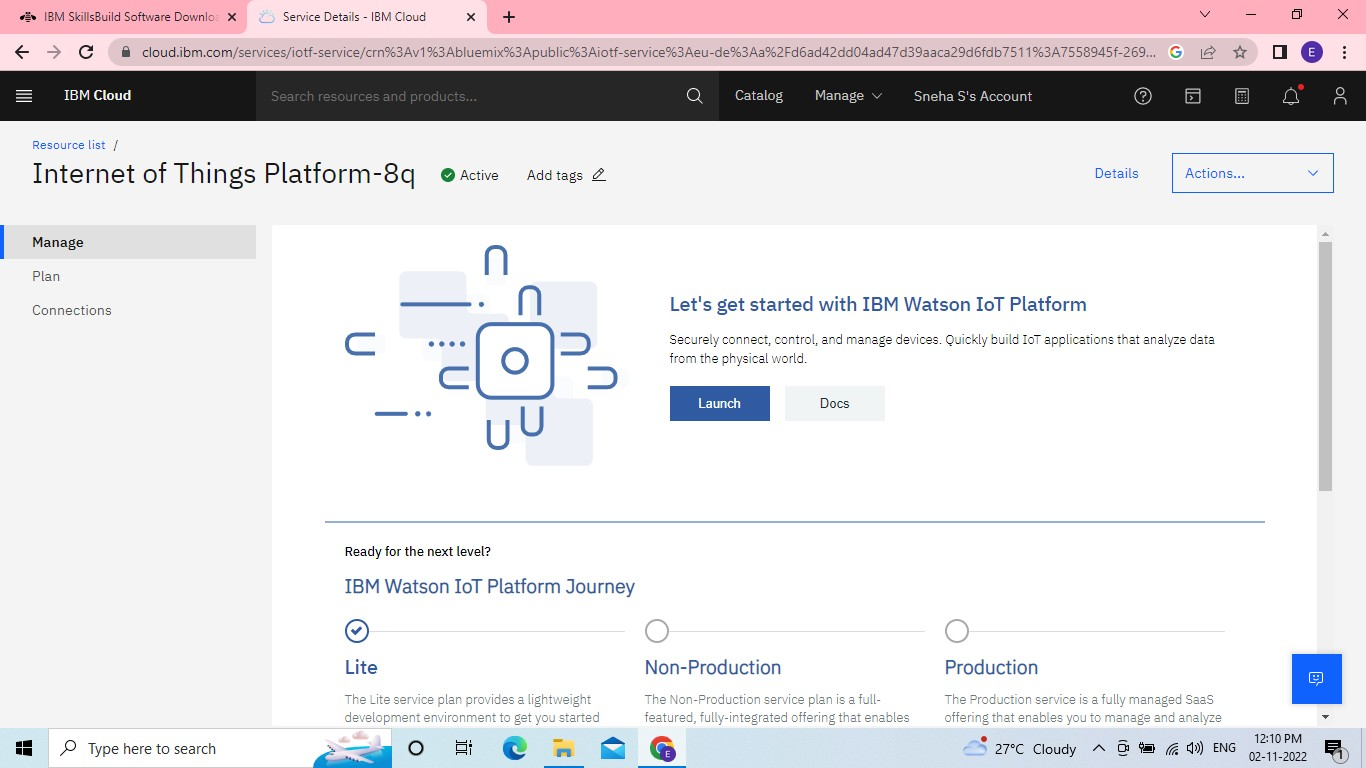 IBM SkillsBuild Software Downlo
Service Details - IBM Cloud
cloud.ibm.com/services/iotf-service/crn%3Av1%3Abluemix%3Apublic%3Aiotf-service%3Aeu-de%3Aa%2Fd6ad42dd04ad47d39aaca29d6fdb7511%3A7558945f-269...
E
IBM Cloud
Search resources and products...
Catalog
Manage
Sneha S's Account
Resource list /
Internet of Things Platform-8q
Active
Add tags
Details
Actions...
Manage
Plan
Connections
Let's get started with IBM Watson IoT Platform
Securely connect, control, and manage devices. Quickly build IoT applications that analyze data
from the physical world.
Launch
Docs
Ready for the next level?
IBM Watson IoT Platform Journey
Lite
Non-Production
Production
The Lite service plan provides a lightweight
development environment to get you started
The Non-Production service plan is a full-
featured, fully-integrated offering that enables
The Production service is a fully managed SaaS
offering that enables you to manage and analyze
Type here to search
E
27°C Cloudy
ENG
12:10 PM
02-11-2022
1